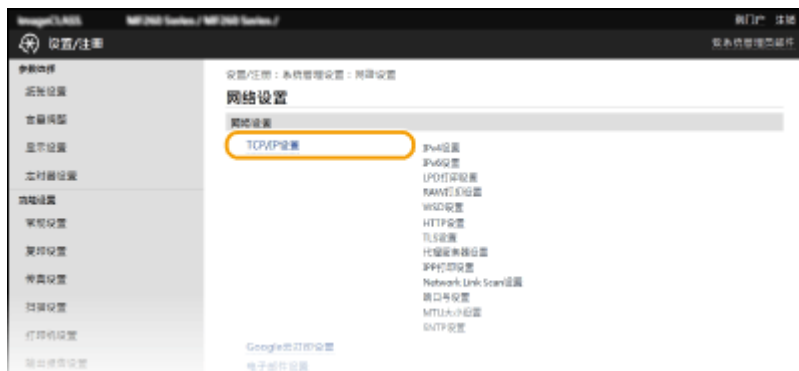 imageCLASS MF260 Series / MF260 Series /
到门户 注销
设置/注册
致系统管理员邮件
参数选择
纸张设置
音量调整
显示设置
定时器设置
功能设置
常规设置
复印设置
传真设置
扫描设置
打印机设置
设置/注册：系统管理设置：网络设置
网络设置
网络设置
TCP/IP设置
IPv4设置
IPv6设置
LPD打印设置
RAW打印设置
WSD设置
HTTP设置
TLS设置
代理服务器设置
IPP打印设置
Network Link Scan设置
端口号设置
MTU大小设置
SNTP设置
Google云打印设置
电子邮件设置